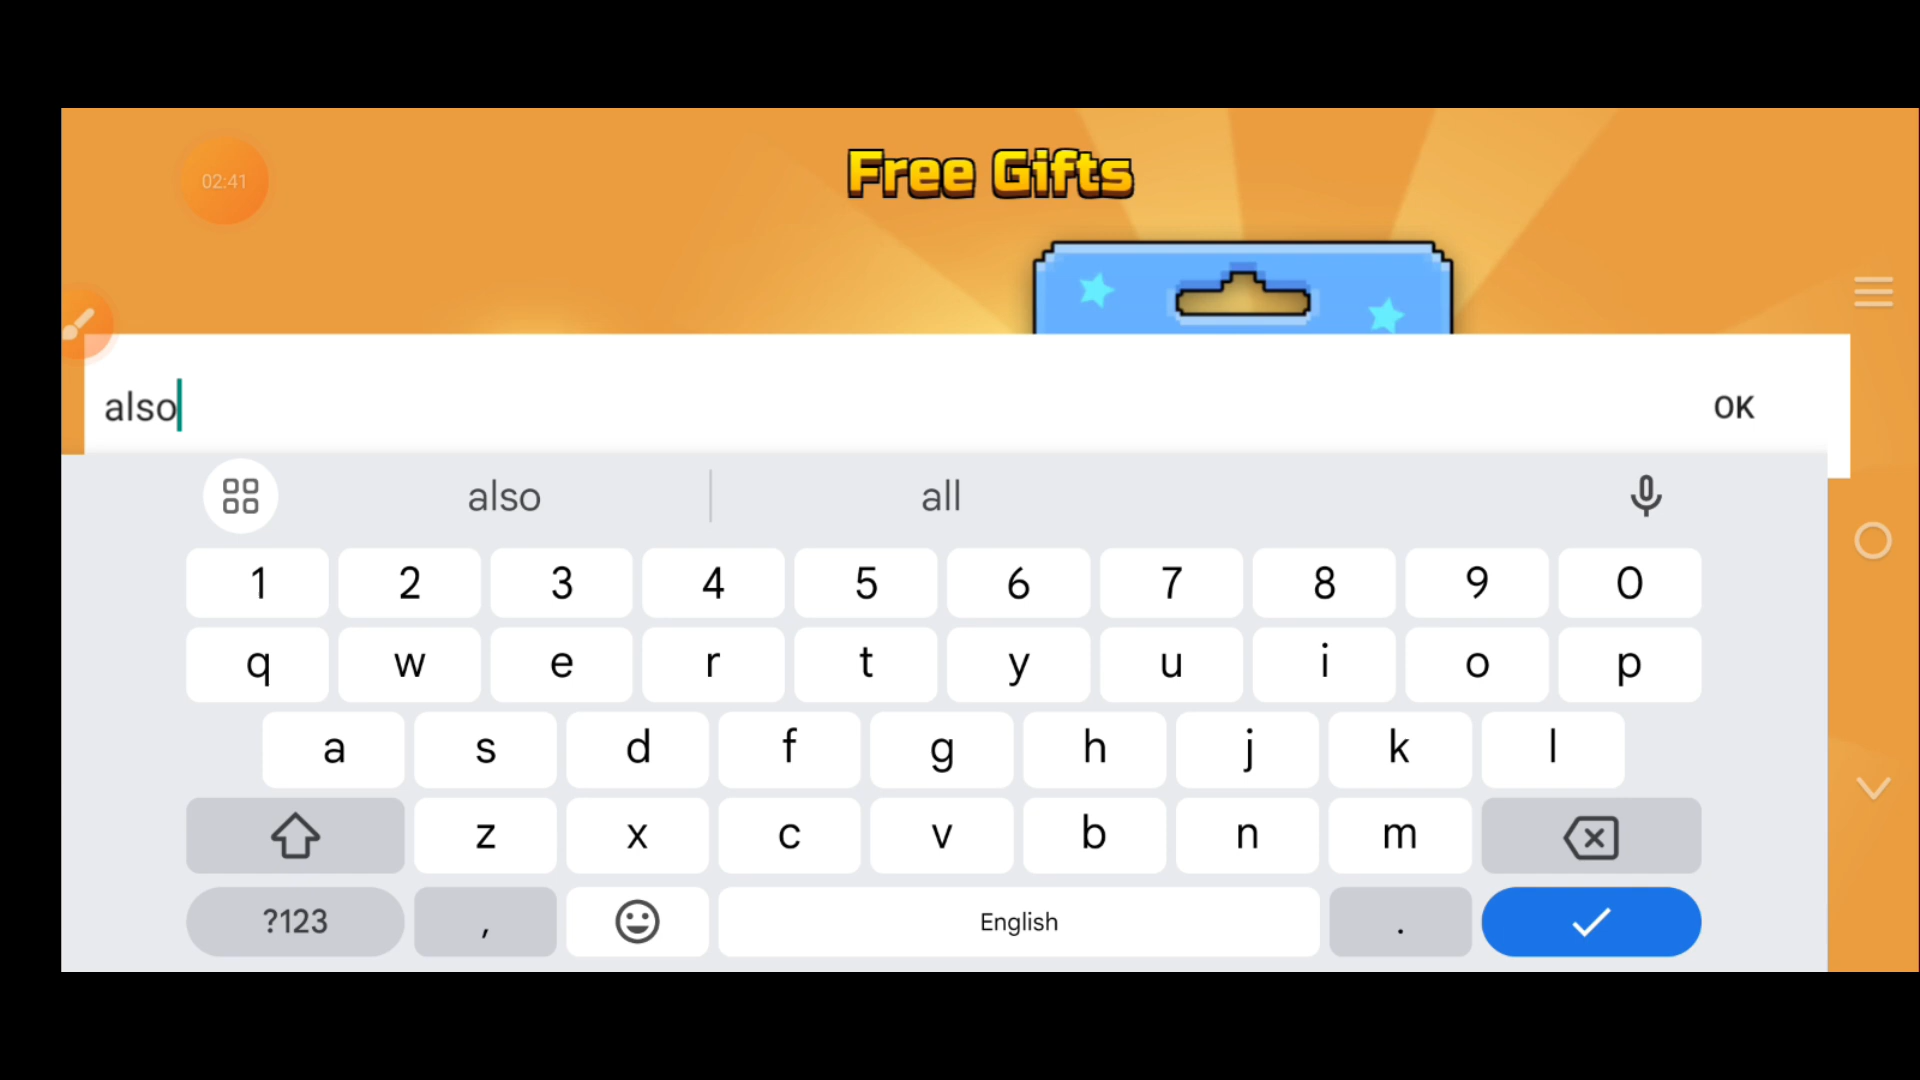 Free Gifts
02:41
also
OK
also all
1 2 3 4 5 6 7 8 9 0
q w e r t y u i o p
a s d f g h j k l
z x c v b n m
?123 , English .